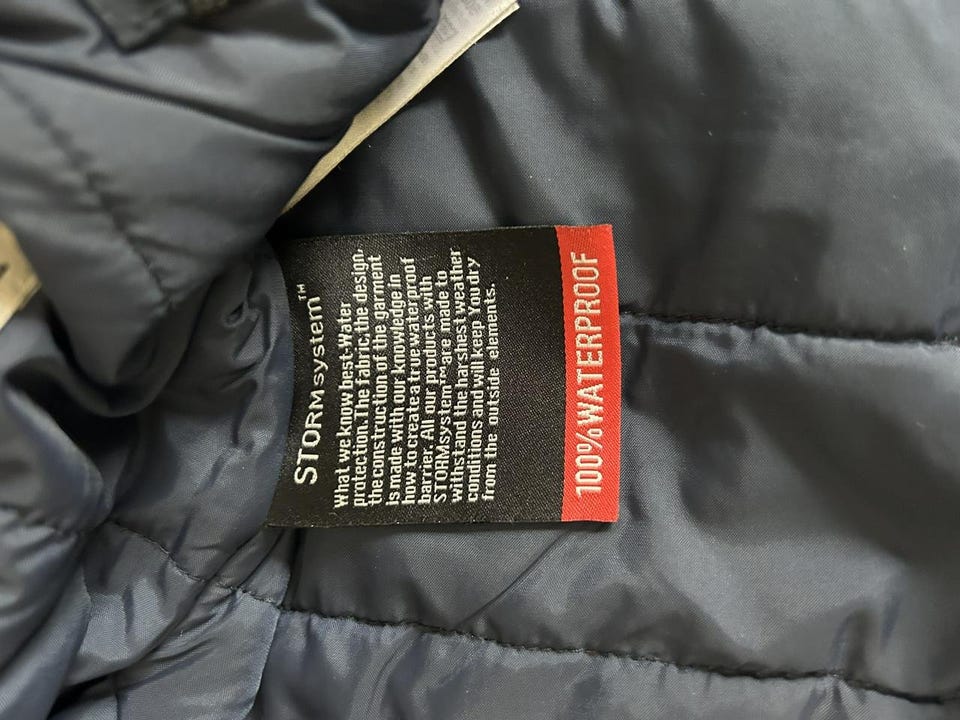 STORMsystem™
What we know best-Water
protection.The fabric, the design,
the construction of the garment
is made with our knowledge in
how to create a true waterproof
barrier. All our products with
STORMsystem™ are made to
withstand the harshest weather
conditions and will keep You dry
from the outside elements.
100% WATERPROOF